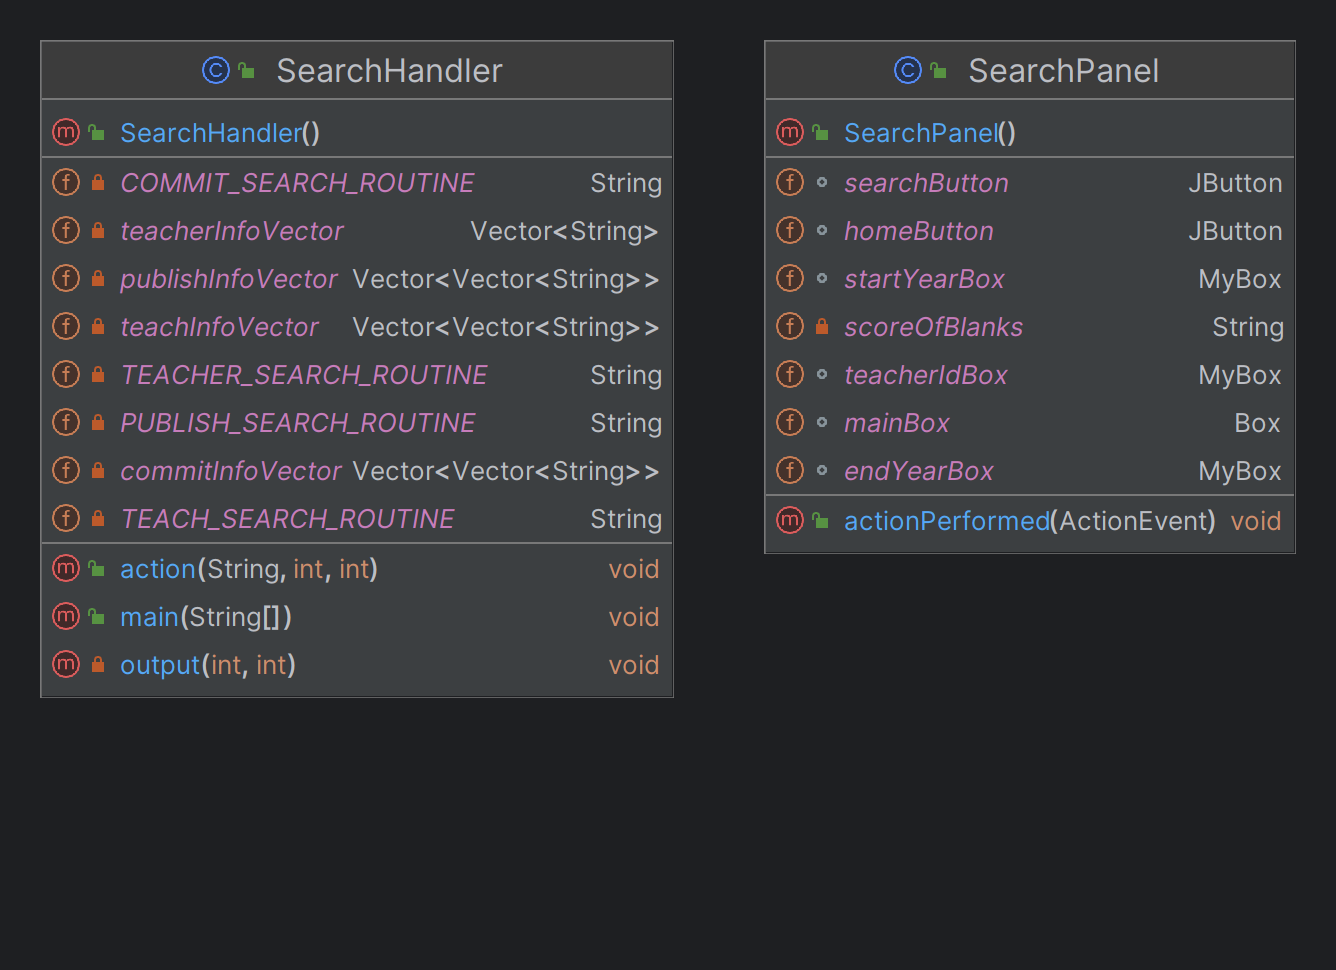 SearchHandler
SearchHandler()
COMMIT_SEARCH_ROUTINE String
teacherInfoVector Vector<String>
publishInfoVector Vector<Vector<String>>
teachInfoVector Vector<Vector<String>>
TEACHER_SEARCH_ROUTINE String
PUBLISH_SEARCH_ROUTINE String
commitInfoVector Vector<Vector<String>>
TEACH_SEARCH_ROUTINE String
action(String, int, int) void
main(String[]) void
output(int, int) void
SearchPanel
SearchPanel()
searchButton JButton
homeButton JButton
startYearBox MyBox
scoreOfBlanks String
teacherIdBox MyBox
mainBox Box
endYearBox MyBox
actionPerformed(ActionEvent) void